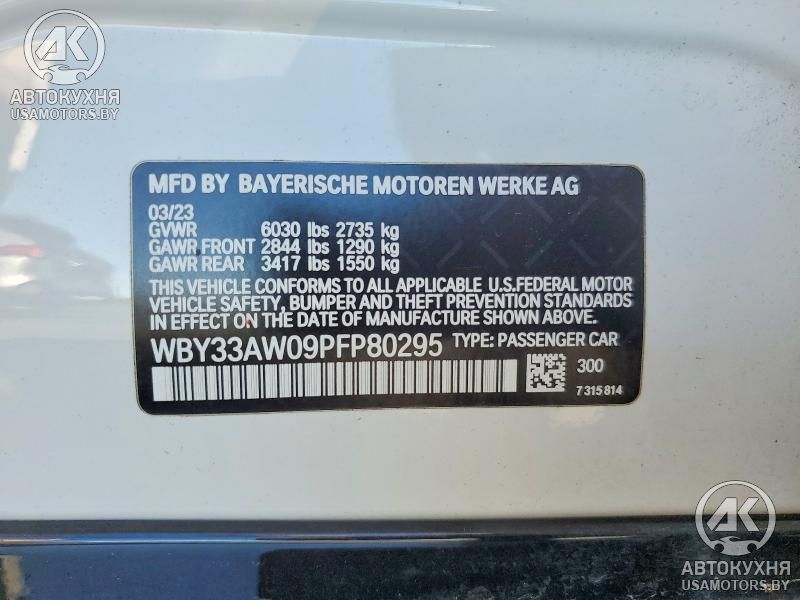 AK
АВТОКУХНЯ
USAMOTORS.BY
MFD BY BAYERISCHE MOTOREN WERKE AG
03/23
GVWR 6030 lbs 2735 kg
GAWR FRONT 2844 lbs 1290 kg
GAWR REAR 3417 lbs 1550 kg
THIS VEHICLE CONFORMS TO ALL APPLICABLE U.S.FEDERAL MOTOR
VEHICLE SAFETY, BUMPER AND THEFT PREVENTION STANDARDS
IN EFFECT ON THE DATE OF MANUFACTURE SHOWN ABOVE.
WBY33AW09PFP80295 TYPE: PASSENGER CAR
300
7 315 814
AK
АВТОКУХНЯ
USAMOTORS.BY